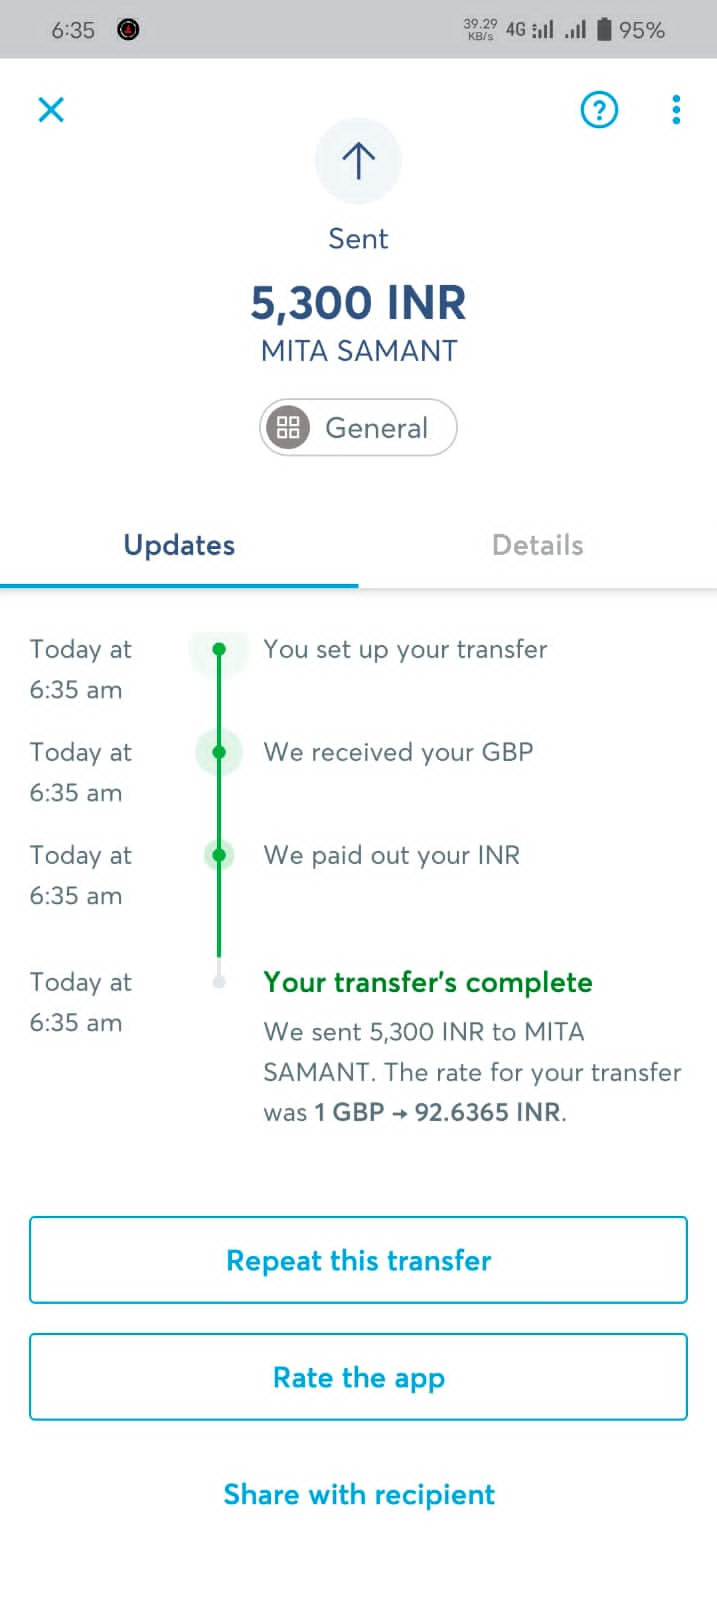 6:35 39.29 KB/s 4G 95%
?
Sent
5,300 INR
MITA SAMANT
General
Updates Details
Today at
6:35 am
You set up your transfer
Today at
6:35 am
We received your GBP
Today at
6:35 am
We paid out your INR
Today at
6:35 am
Your transfer's complete
We sent 5,300 INR to MITA
SAMANT. The rate for your transfer
was 1 GBP → 92.6365 INR.
Repeat this transfer
Rate the app
Share with recipient